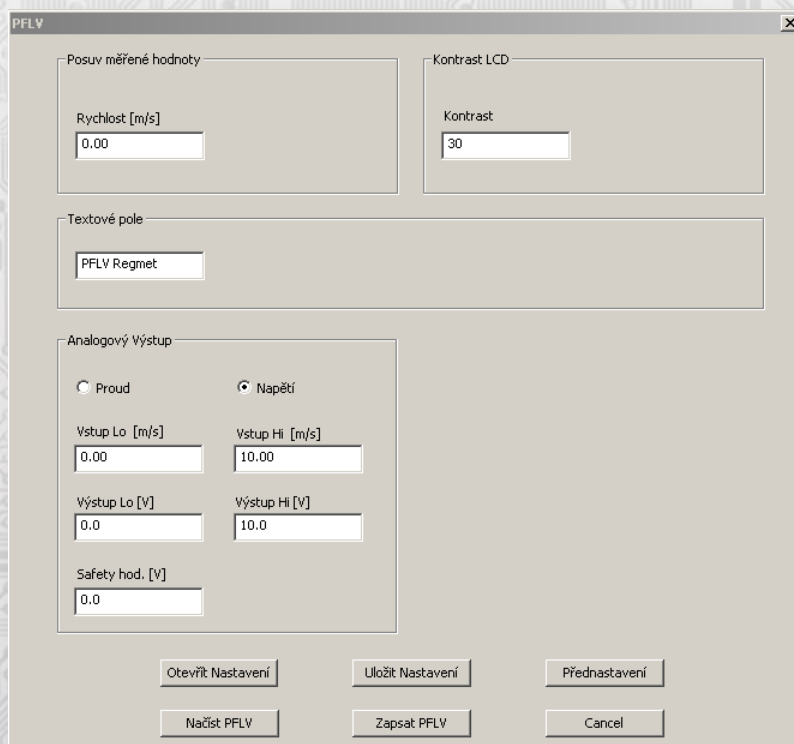 PFLV
Posuv měřené hodnoty
Kontrast LCD
Rychlost [m/s]
Kontrast
0.00
30
Textové pole
PFLV Regmet
Analogový Výstup
Proud
Napětí
Vstup Lo [m/s]
Vstup Hi [m/s]
0.00
10.00
Výstup Lo [V]
Výstup Hi [V]
0.0
10.0
Safety hod. [V]
0.0
Otevřít Nastavení
Uložit Nastavení
Přednastavení
Načíst PFLV
Zapsat PFLV
Cancel